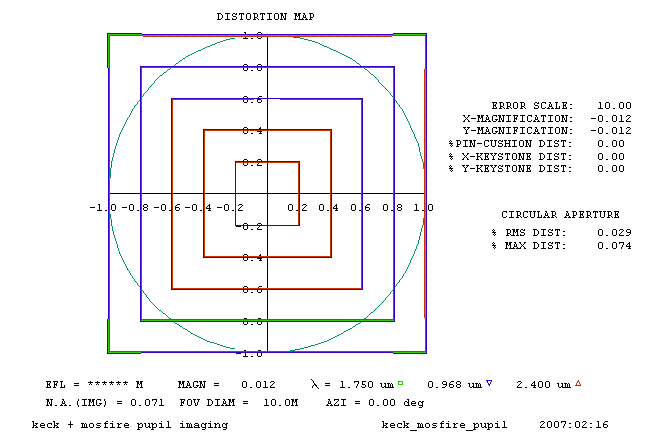 DISTORTION MAP
1.0
0.8
0.6
0.4
0.2
-1.0 -0.8 -0.6 -0.4 -0.2 0.2 0.4 0.6 0.8 1.0
-0.2
-0.4
-0.6
-0.8
-1.0
ERROR SCALE: 10.00
X-MAGNIFICATION: -0.012
Y-MAGNIFICATION: -0.012
%PIN-CUSHION DIST: 0.00
% X-KEYSTONE DIST: 0.00
% Y-KEYSTONE DIST: 0.00
CIRCULAR APERTURE
% RMS DIST: 0.029
% MAX DIST: 0.074
EFL = ****** M MAGN = 0.012 λ = 1.750 um 0.968 um 2.400 um
N.A.(IMG) = 0.071 FOV DIAM = 10.0M AZI = 0.00 deg
keck + mosfire pupil imaging keck_mosfire_pupil 2007:02:16